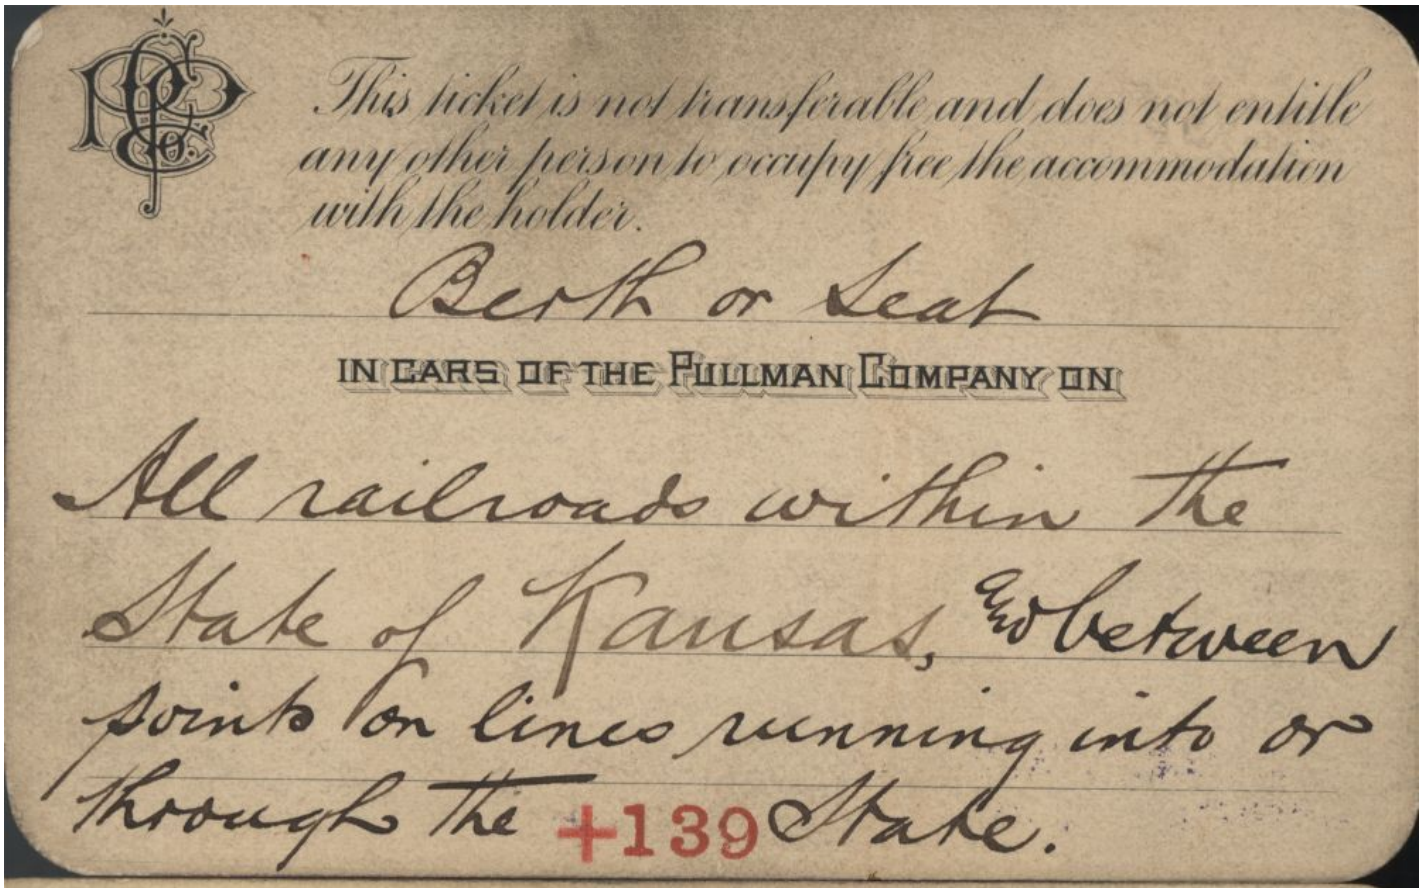 PPCCo.
This ticket is not transferable and does not entitle
any other person to occupy free the accommodation
with the holder.
Berth or Seat
IN CARS OF THE PULLMAN COMPANY ON
All railroads within the
State of Kansas, and between
points on lines running into or
through the +139 State.